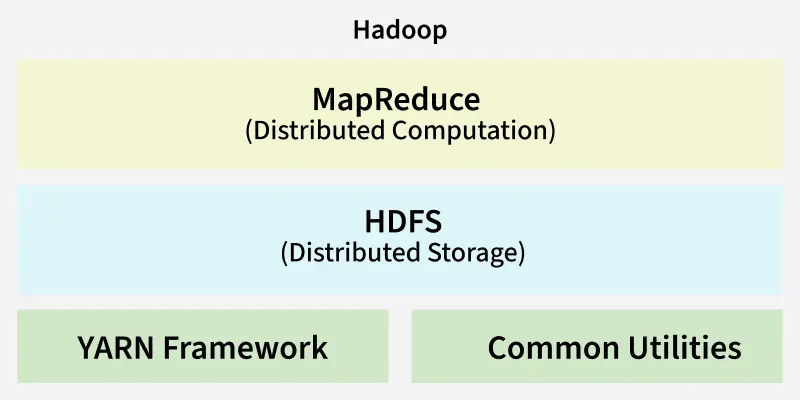 Hadoop
MapReduce
(Distributed Computation)
HDFS
(Distributed Storage)
YARN Framework
Common Utilities